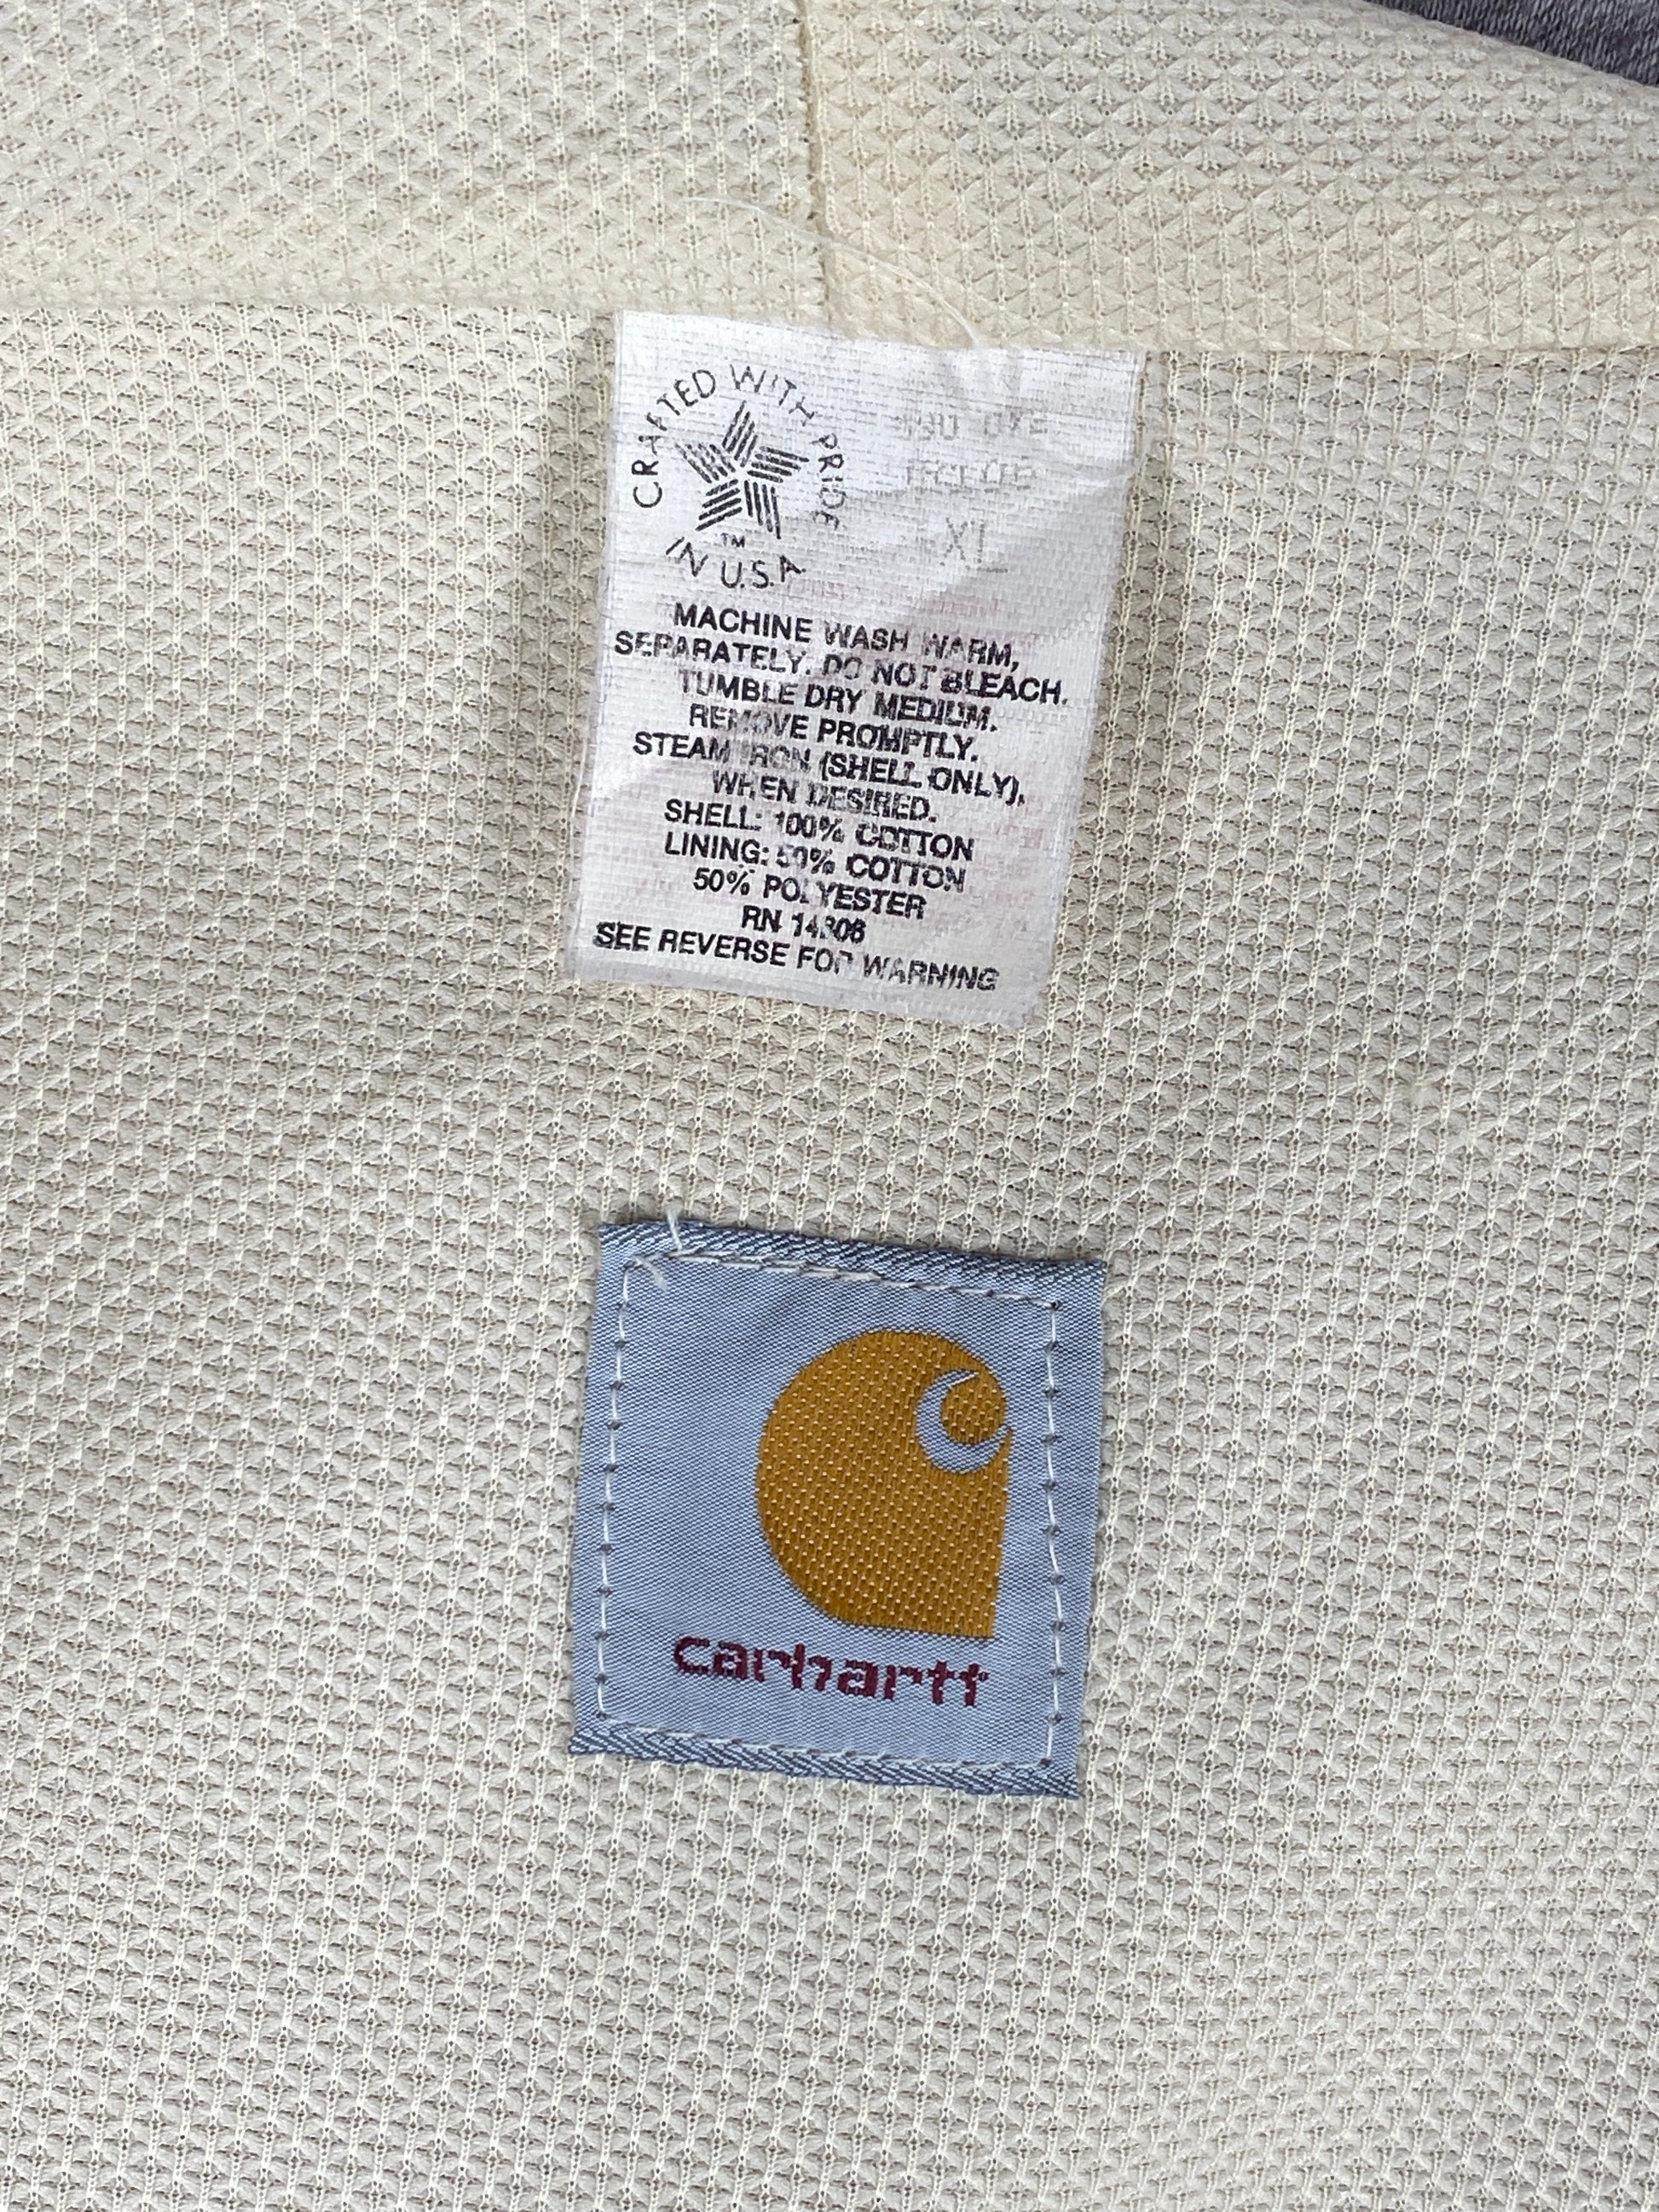 CRAFTED WITH PRIDE
TM
IN U.S.A
XL
MACHINE WASH WARM,
SEPARATELY. DO NOT BLEACH.
TUMBLE DRY MEDIUM.
REMOVE PROMPTLY.
STEAM IRON (SHELL ONLY),
WHEN DESIRED.
SHELL: 100% COTTON
LINING: 50% COTTON
50% POLYESTER
RN 14806
SEE REVERSE FOR WARNING
carhartt